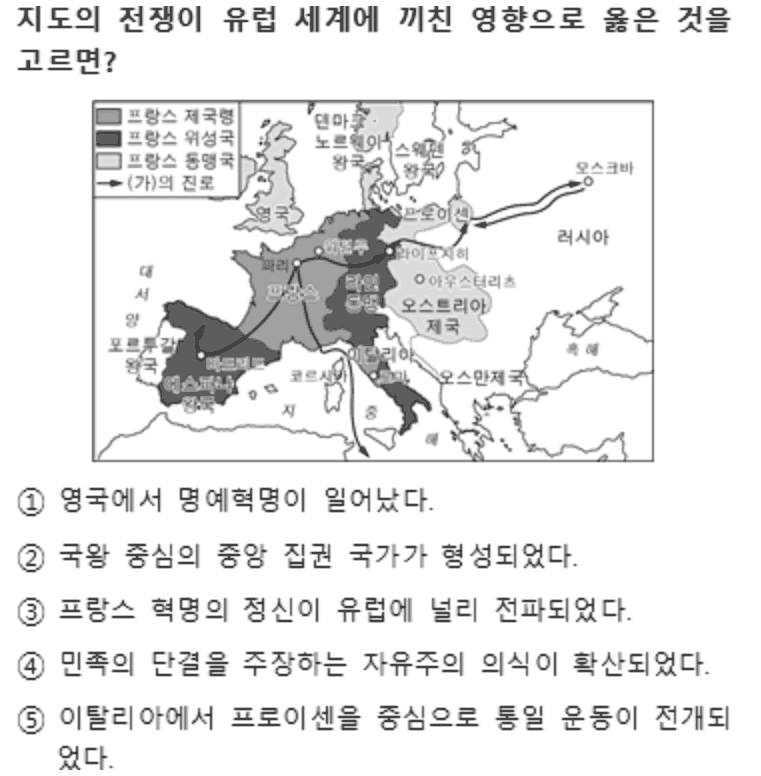 지도의 전쟁이 유럽 세계에 끼친 영향으로 옳은 것을
고르면?
프랑스 제국령
프랑스 위성국
프랑스 동맹국
(가)의 진로
덴마크
노르웨이
왕국
스웨덴
왕국
모스크바
영국
프로이센
러시아
워털루
라이프치히
파리
대
서
양
프랑스
라인
동맹
아우스터리츠
오스트리아
제국
포르투갈
왕국
마드리드
에스파냐
왕국
이탈리아
코르시카
로마
오스만제국
흑해
지
중
해
① 영국에서 명예혁명이 일어났다.
② 국왕 중심의 중앙 집권 국가가 형성되었다.
③ 프랑스 혁명의 정신이 유럽에 널리 전파되었다.
④ 민족의 단결을 주장하는 자유주의 의식이 확산되었다.
⑤ 이탈리아에서 프로이센을 중심으로 통일 운동이 전개되
었다.